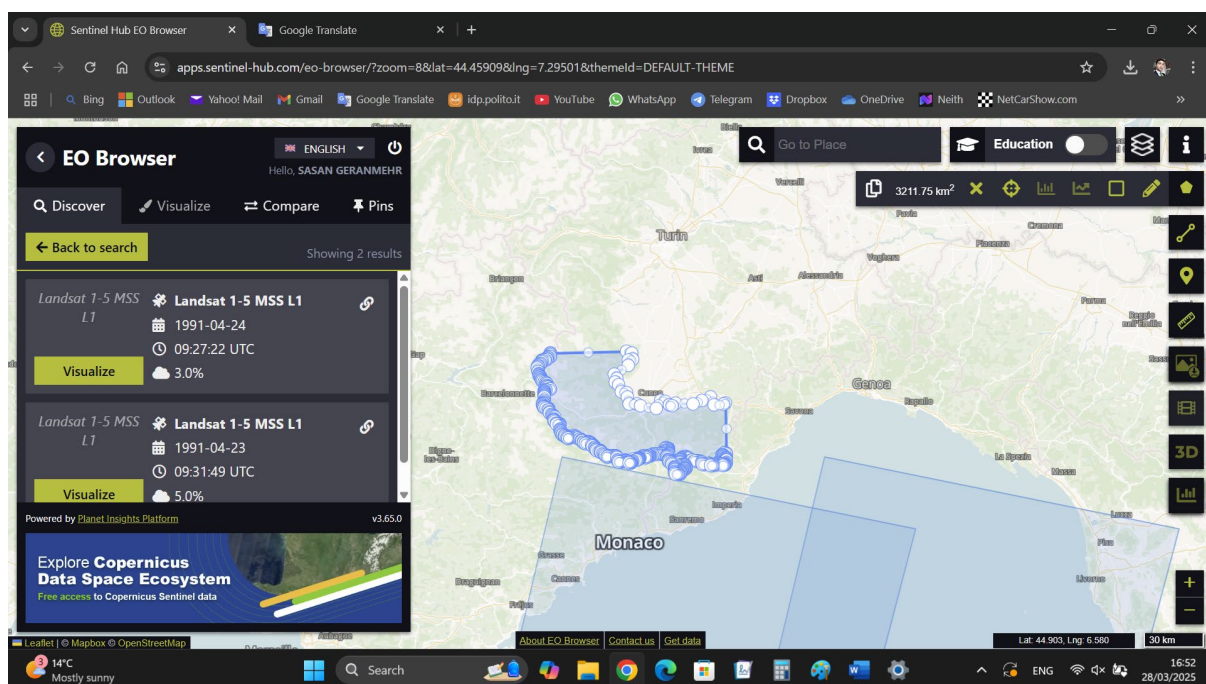 Sentinel Hub EO Browser
Google Translate
apps.sentinel-hub.com/eo-browser/?zoom=8&lat=44.45909&lng=7.29501&themeId=DEFAULT-THEME
Bing Outlook Yahoo! Mail Gmail Google Translate idp.polito.it YouTube WhatsApp Telegram Dropbox OneDrive Neith NetCarShow.com
EO Browser
ENGLISH
Hello, SASAN GERANMEHR
Discover Visualize Compare Pins
Back to search
Showing 2 results
Landsat 1-5 MSS L1
Landsat 1-5 MSS L1
1991-04-24
09:27:22 UTC
3.0%
Visualize
Landsat 1-5 MSS L1
Landsat 1-5 MSS L1
1991-04-23
09:31:49 UTC
5.0%
Visualize
Powered by Planet Insights Platform
v3.65.0
Explore Copernicus
Data Space Ecosystem
Free access to Copernicus Sentinel data
Leaflet | © Mapbox © OpenStreetMap
Go to Place
Education
3211.75 km²
Ivrea
Vercelli
Pavia
Cremona
Turin
Voghera
Piacenza
Briançon
Asti
Alessandria
Parma
Reggio nell'Emilia
Gap
Barcelonnette
Cuneo
Genoa
Savona
Rapallo
Digne-les-Bains
La Spezia
Massa
Imperia
Sanremo
Lucca
Monaco
Pisa
Grasse
Cannes
Draguignan
Livorno
Fréjus
3D
About EO Browser
Contact us
Get data
Lat: 44.903, Lng: 6.580
30 km
3
14°C
Mostly sunny
Search
ENG
16:52
28/03/2025